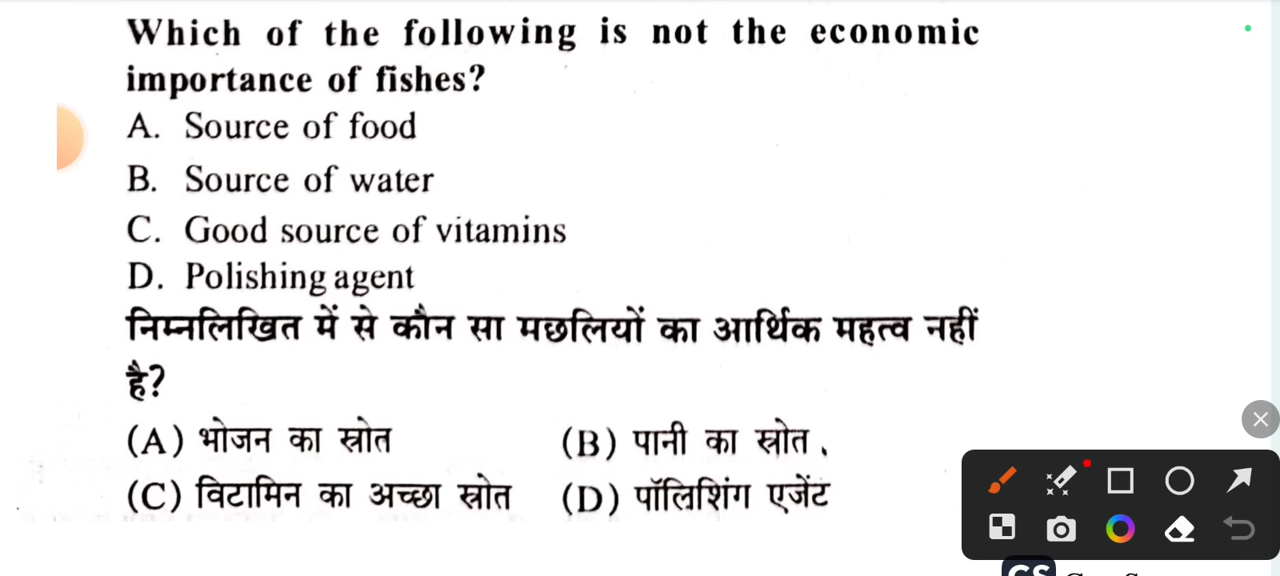 Which of the following is not the economic
importance of fishes?
A. Source of food
B. Source of water
C. Good source of vitamins
D. Polishing agent
निम्नलिखित में से कौन सा मछलियों का आर्थिक महत्व नहीं
है?
(A) भोजन का स्रोत (B) पानी का स्रोत .
(C) विटामिन का अच्छा स्रोत (D) पॉलिशिंग एजेंट